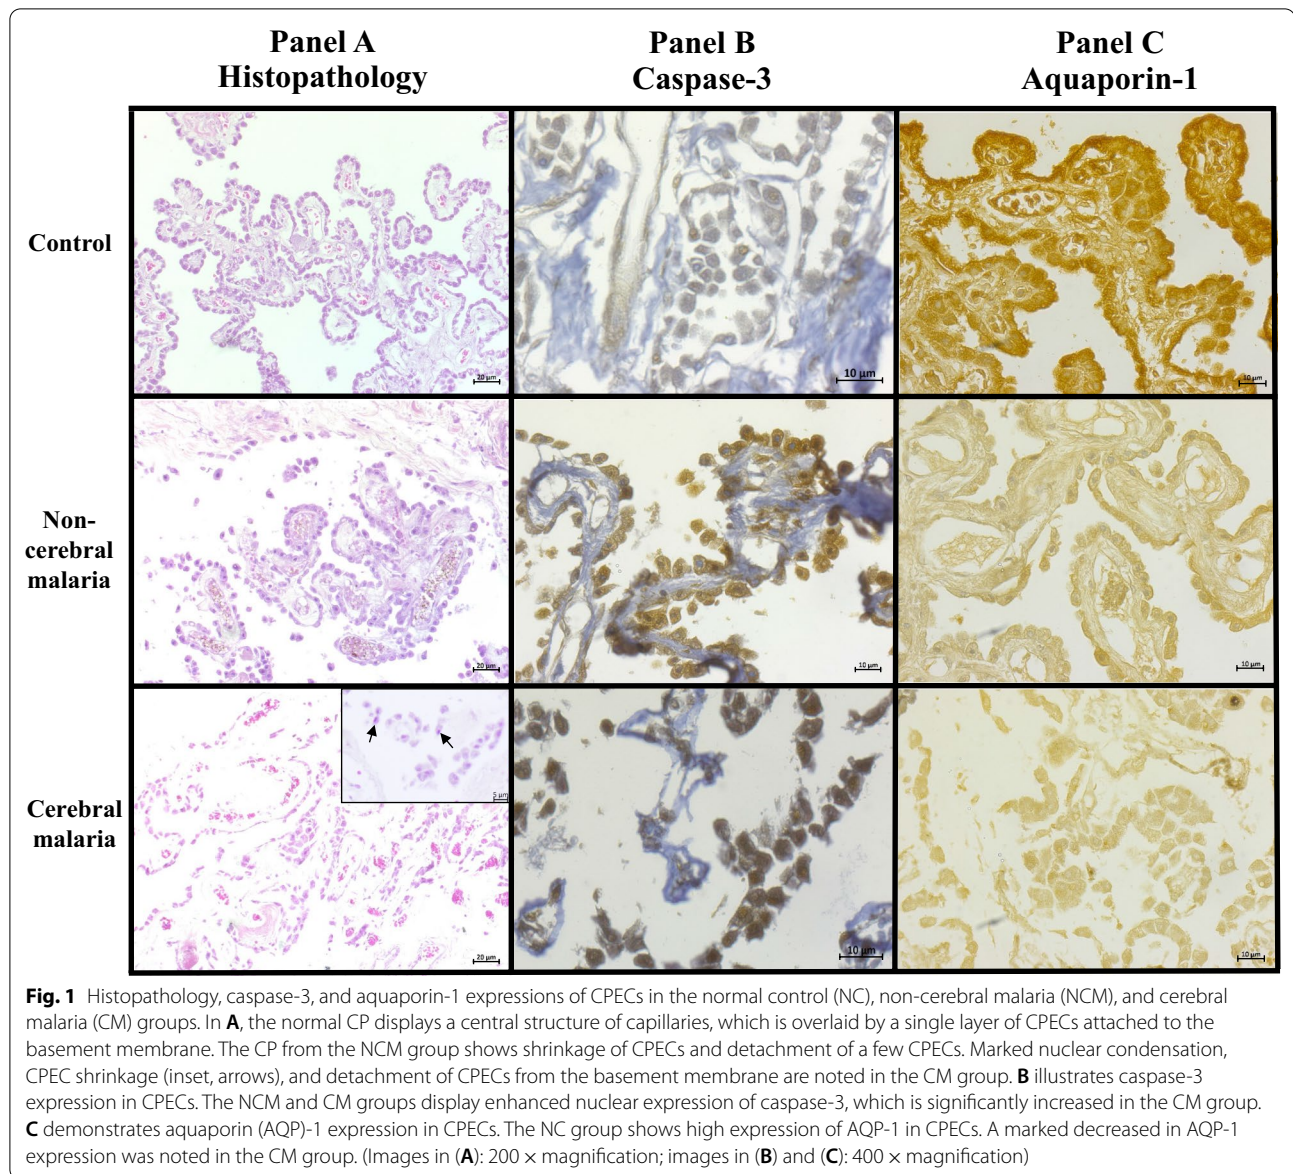 Panel A
Histopathology
Panel B
Caspase-3
Panel C
Aquaporin-1
Control
20 µm
10 µm
10 µm
Non-
cerebral
malaria
20 µm
10 µm
10 µm
Cerebral
malaria
5 µm
20 µm
10 µm
10 µm
Fig. 1 Histopathology, caspase-3, and aquaporin-1 expressions of CPECs in the normal control (NC), non-cerebral malaria (NCM), and cerebral
malaria (CM) groups. In A, the normal CP displays a central structure of capillaries, which is overlaid by a single layer of CPECs attached to the
basement membrane. The CP from the NCM group shows shrinkage of CPECs and detachment of a few CPECs. Marked nuclear condensation,
CPEC shrinkage (inset, arrows), and detachment of CPECs from the basement membrane are noted in the CM group. B illustrates caspase-3
expression in CPECs. The NCM and CM groups display enhanced nuclear expression of caspase-3, which is significantly increased in the CM group.
C demonstrates aquaporin (AQP)-1 expression in CPECs. The NC group shows high expression of AQP-1 in CPECs. A marked decreased in AQP-1
expression was noted in the CM group. (Images in (A): 200 × magnification; images in (B) and (C): 400 × magnification)